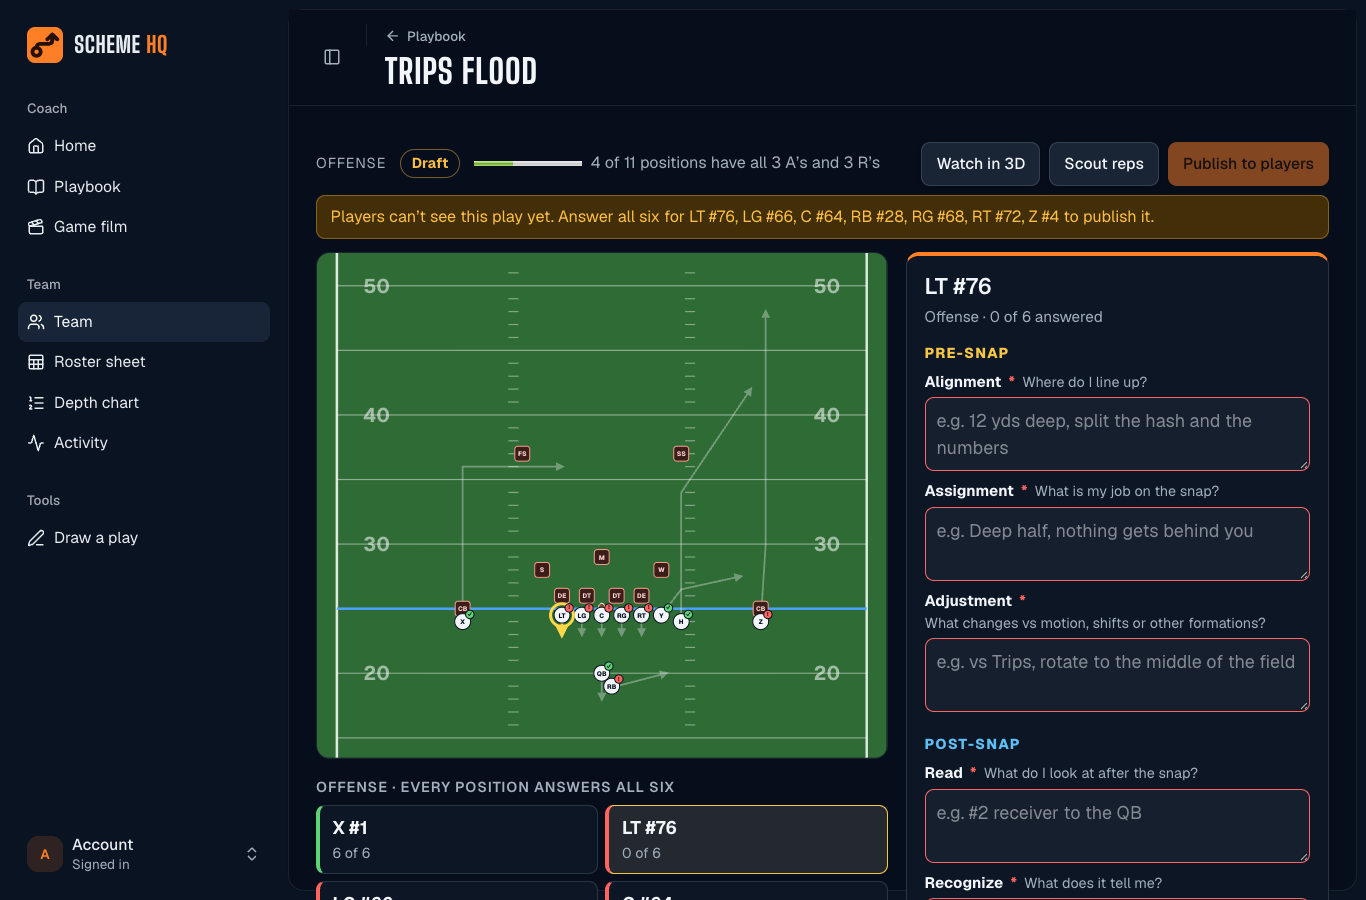 SCHEME HQ
Coach
Home
Playbook
Game film
Team
Team
Roster sheet
Depth chart
Activity
Tools
Draw a play
A
Account
Signed in
Playbook
TRIPS FLOOD
OFFENSE
Draft
4 of 11 positions have all 3 A’s and 3 R’s
Watch in 3D
Scout reps
Publish to players
Players can’t see this play yet. Answer all six for LT #76, LG #66, C #64, RB #28, RG #68, RT #72, Z #4 to publish it.
50 50
40 40
FS SS
30 30
M
S W
DE DT DT DE
CB CB
X LT LG C RG RT Y H Z
20 20
QB
RB
OFFENSE · EVERY POSITION ANSWERS ALL SIX
X #1
6 of 6
LT #76
0 of 6
LT #76
Offense · 0 of 6 answered
PRE-SNAP
Alignment * Where do I line up?
e.g. 12 yds deep, split the hash and the
numbers
Assignment * What is my job on the snap?
e.g. Deep half, nothing gets behind you
Adjustment *
What changes vs motion, shifts or other formations?
e.g. vs Trips, rotate to the middle of the field
POST-SNAP
Read * What do I look at after the snap?
e.g. #2 receiver to the QB
Recognize * What does it tell me?